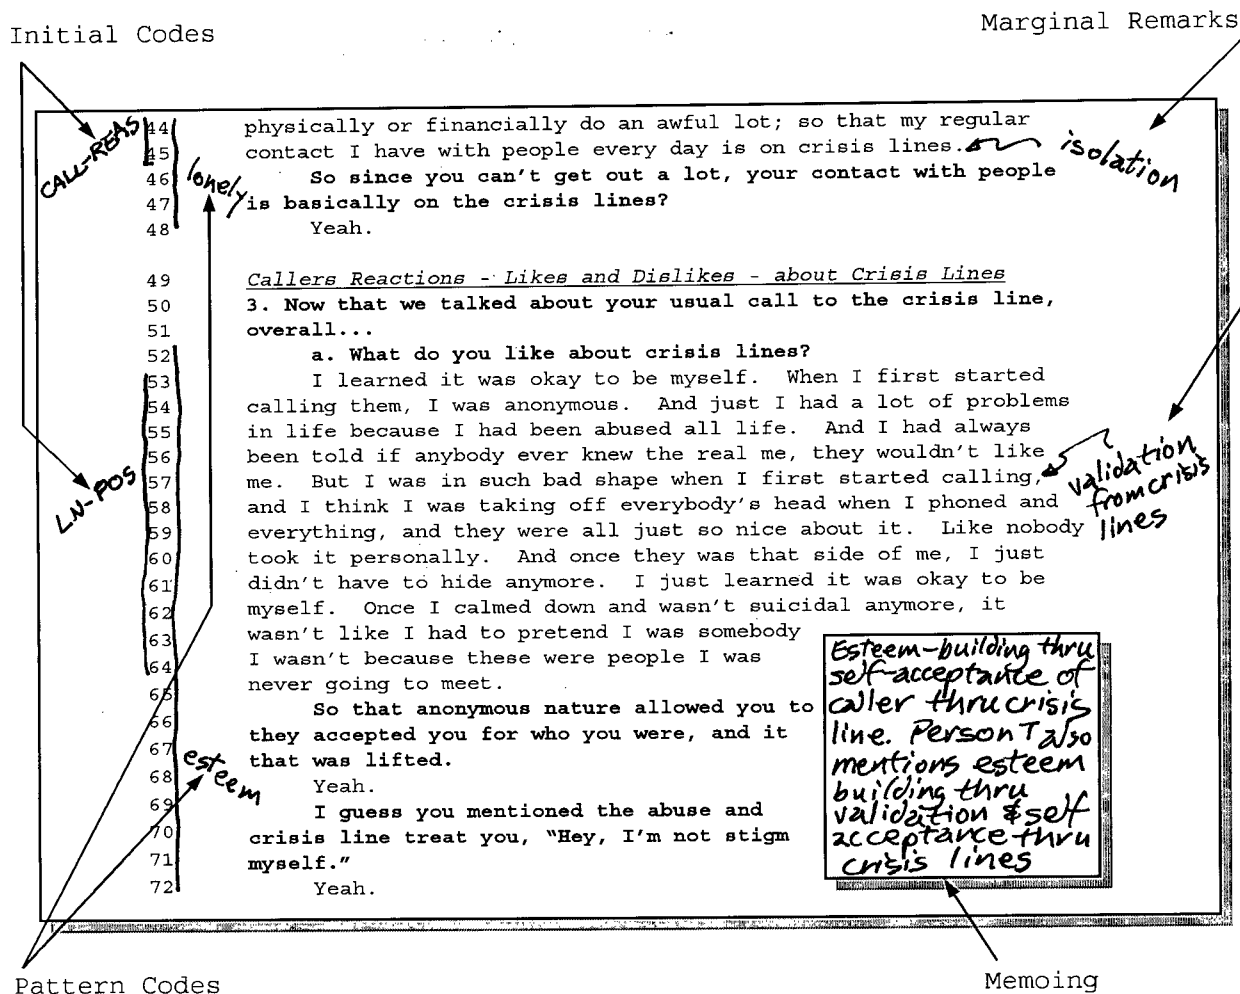 Initial Codes
Marginal Remarks
CALL-REAS
lonely
isolation
44 physically or financially do an awful lot; so that my regular
45 contact I have with people every day is on crisis lines.
46 So since you can't get out a lot, your contact with people
47 is basically on the crisis lines?
48 Yeah.
49 Callers Reactions - Likes and Dislikes - about Crisis Lines
50 3. Now that we talked about your usual call to the crisis line,
51 overall...
52 a. What do you like about crisis lines?
53 I learned it was okay to be myself. When I first started
54 calling them, I was anonymous. And just I had a lot of problems
55 in life because I had been abused all life. And I had always
56 been told if anybody ever knew the real me, they wouldn't like
57 me. But I was in such bad shape when I first started calling,
58 and I think I was taking off everybody's head when I phoned and
59 everything, and they were all just so nice about it. Like nobody
60 took it personally. And once they was that side of me, I just
61 didn't have to hide anymore. I just learned it was okay to be
62 myself. Once I calmed down and wasn't suicidal anymore, it
63 wasn't like I had to pretend I was somebody
64 I wasn't because these were people I was
65 never going to meet.
66 So that anonymous nature allowed you to
67 they accepted you for who you were, and it
68 that was lifted.
69 Yeah.
70 I guess you mentioned the abuse and
71 crisis line treat you, "Hey, I'm not stigm
72 myself."
Yeah.
LN-POS
validation
from crisis
lines
esteem
Esteem-building thru
self-acceptance of
caller thru crisis
line. Person T also
mentions esteem
building thru
validation & self
acceptance thru
crisis lines
Pattern Codes
Memoing